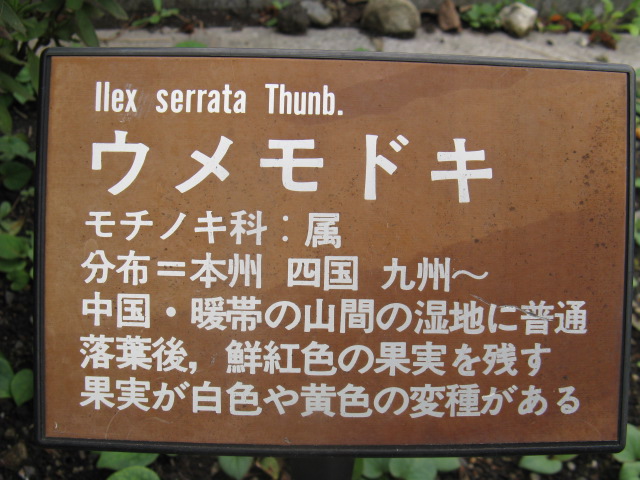 Ilex serrata Thunb.
ウメモドキ
モチノキ科：属
分布＝本州 四国 九州～
中国・暖帯の山間の湿地に普通
落葉後，鮮紅色の果実を残す
果実が白色や黄色の変種がある